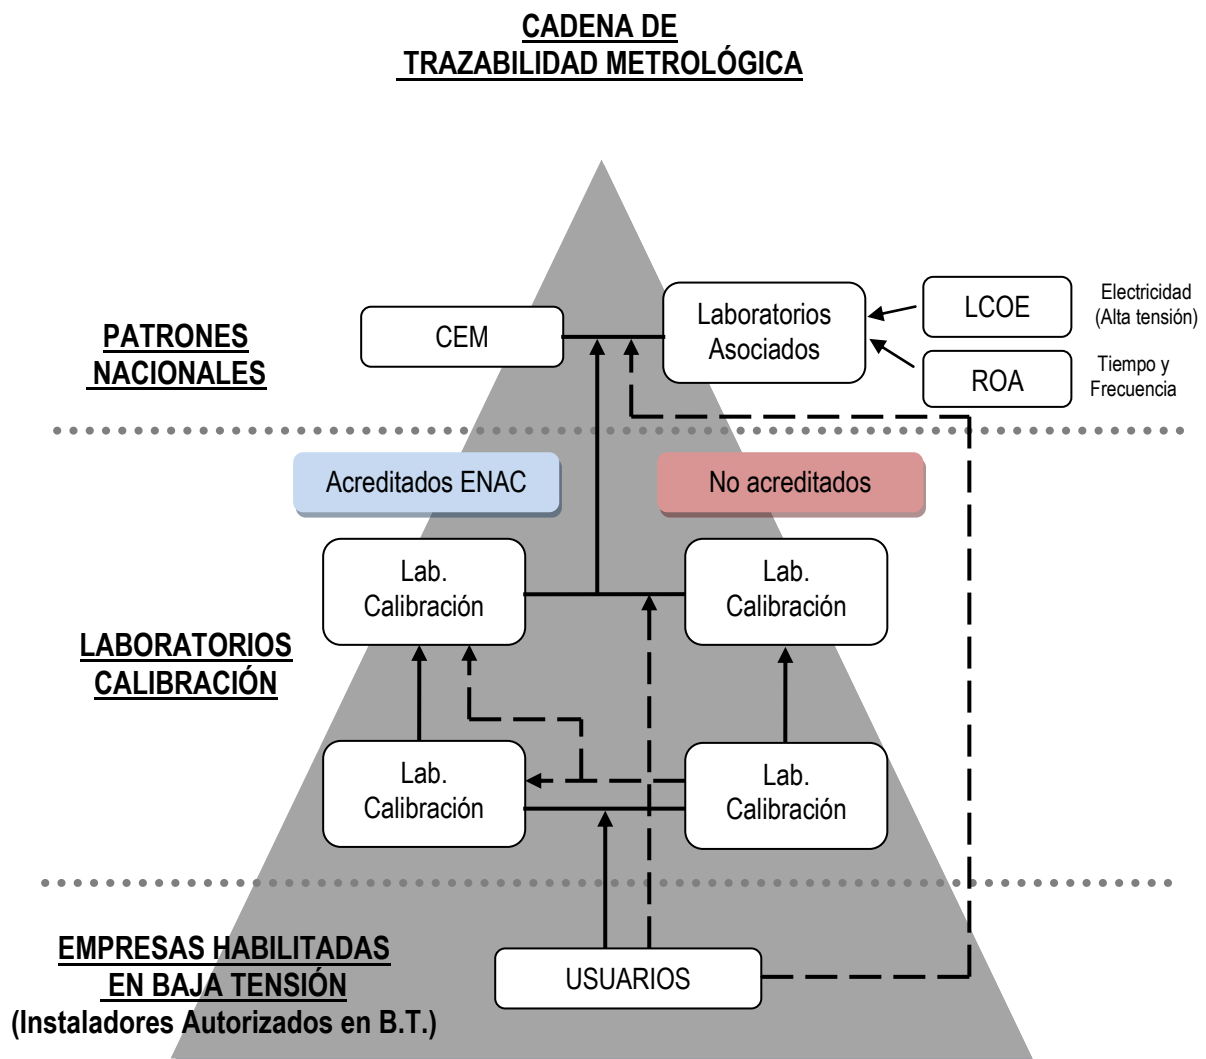 CADENA DE
TRAZABILIDAD METROLÓGICA
PATRONES
NACIONALES
CEM
Laboratorios
Asociados
LCOE
Electricidad
(Alta tensión)
ROA
Tiempo y
Frecuencia
Acreditados ENAC
No acreditados
LABORATORIOS
CALIBRACIÓN
Lab.
Calibración
Lab.
Calibración
Lab.
Calibración
Lab.
Calibración
EMPRESAS HABILITADAS
EN BAJA TENSIÓN
(Instaladores Autorizados en B.T.)
USUARIOS